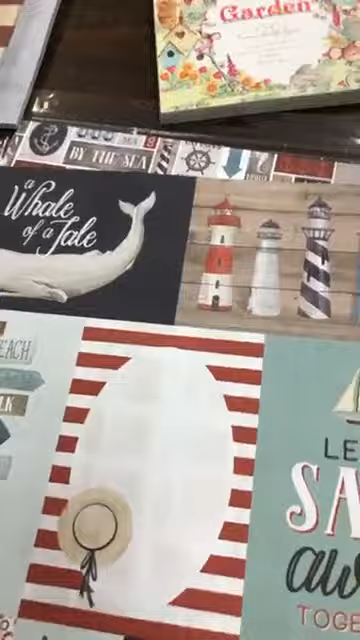 Garden
BY THE SEA
a
Whale
of a Tale
EACH
LK
LE
SA
aw
TOGE